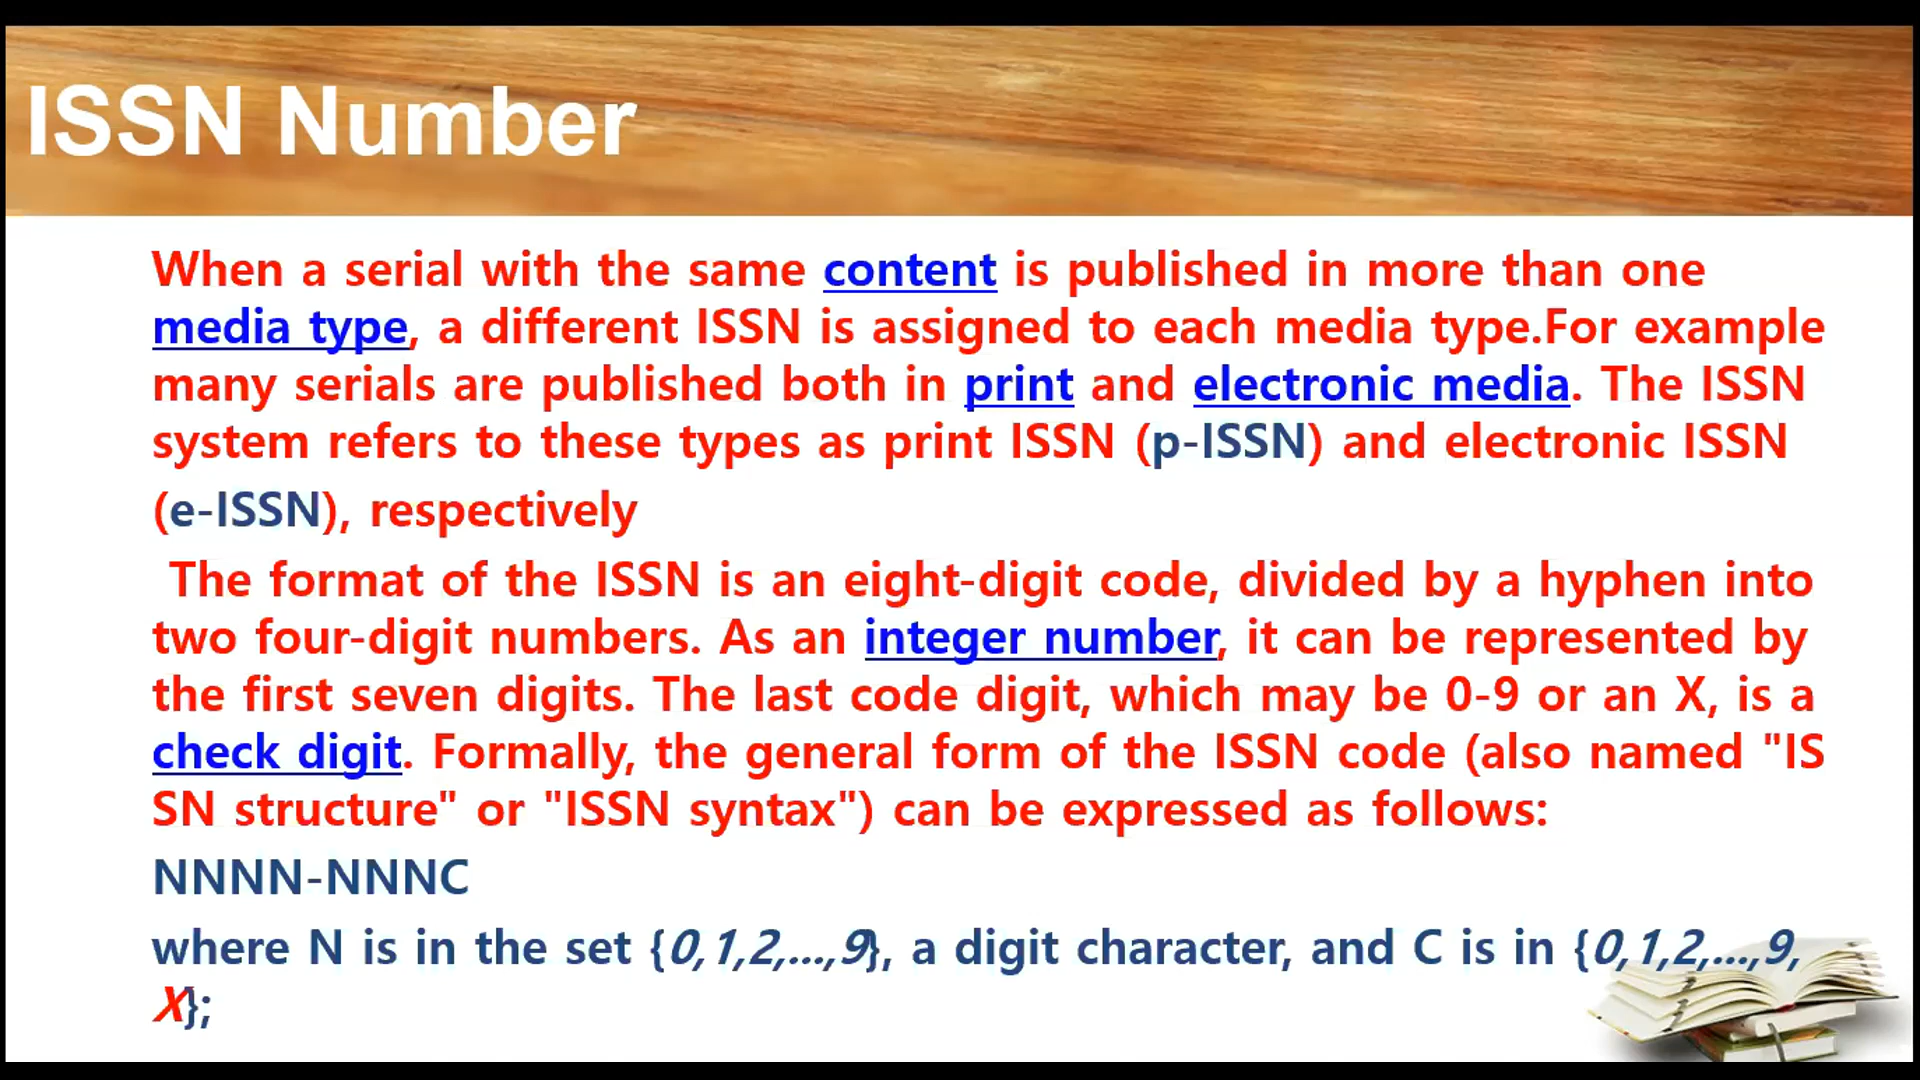 ISSN Number
When a serial with the same content is published in more than one
media type, a different ISSN is assigned to each media type.For example
many serials are published both in print and electronic media. The ISSN
system refers to these types as print ISSN (p-ISSN) and electronic ISSN
(e-ISSN), respectively
The format of the ISSN is an eight-digit code, divided by a hyphen into
two four-digit numbers. As an integer number, it can be represented by
the first seven digits. The last code digit, which may be 0-9 or an X, is a
check digit. Formally, the general form of the ISSN code (also named "IS
SN structure" or "ISSN syntax") can be expressed as follows:
NNNN-NNNC
where N is in the set {0,1,2,...,9}, a digit character, and C is in {0,1,2,...,9,
X};